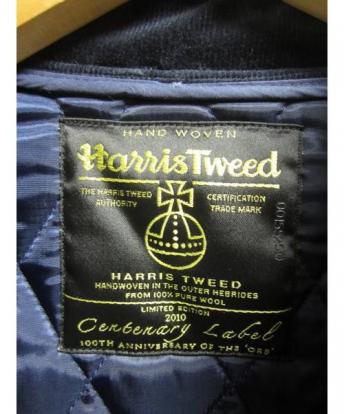 HAND WOVEN
Harris Tweed
THE HARRIS TWEED AUTHORITY
CERTIFICATION TRADE MARK
HARRIS TWEED
HANDWOVEN IN THE OUTER HEBRIDES
FROM 100% PURE WOOL
LIMITED EDITION
2010
Centenary Label
100TH ANNIVERSARY OF THE 'ORB'